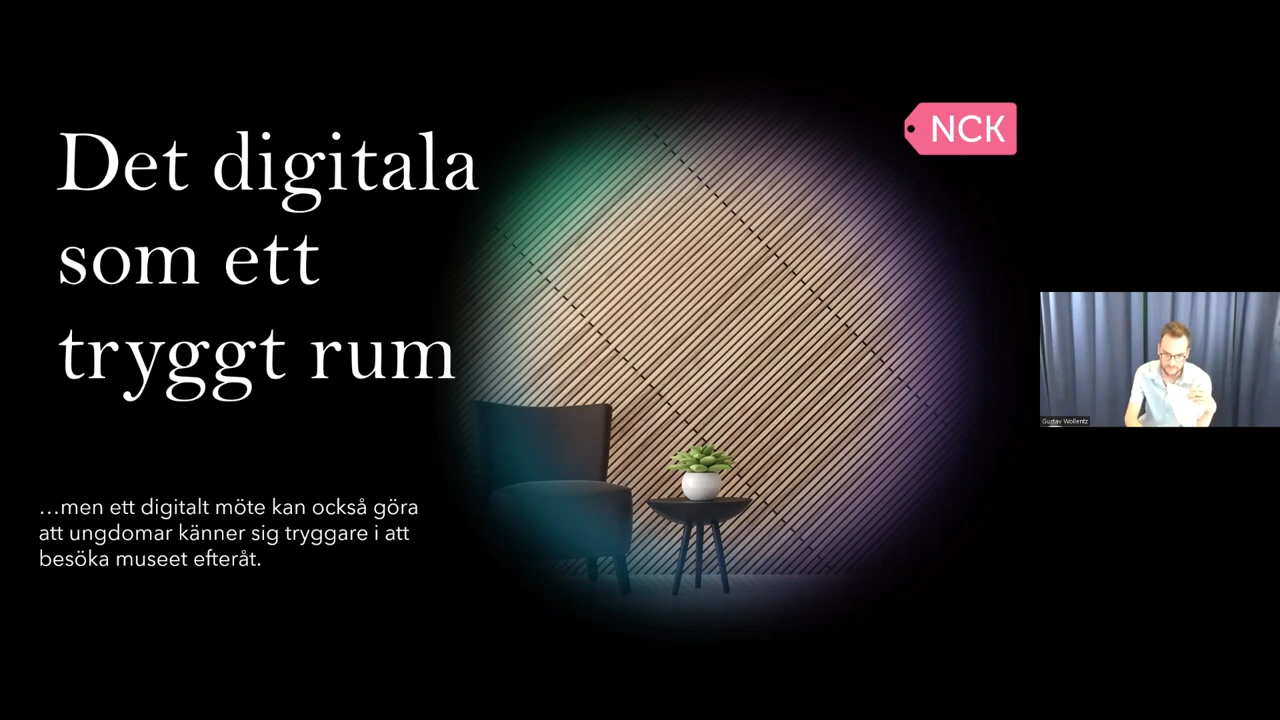 Det digitala
som ett
tryggt rum
NCK
…men ett digitalt möte kan också göra
att ungdomar känner sig tryggare i att
besöka museet efteråt.
Gustav Wollentz